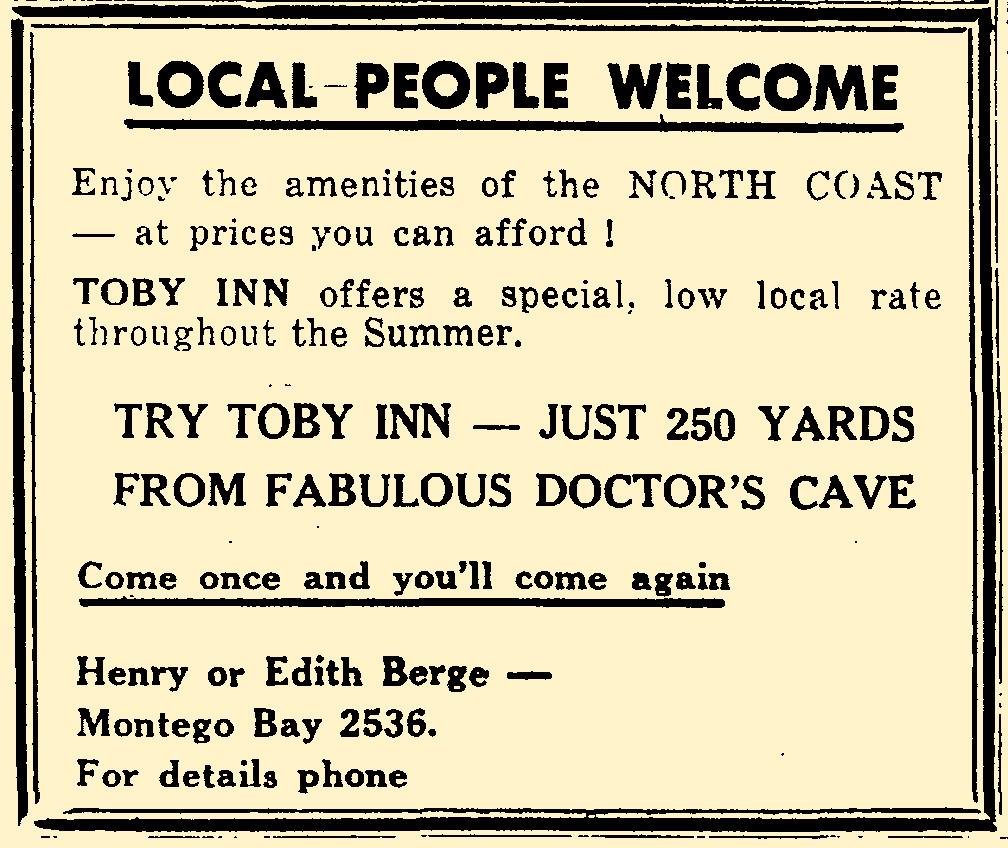 LOCAL PEOPLE WELCOME
Enjoy the amenities of the NORTH COAST
— at prices you can afford !
TOBY INN offers a special, low local rate
throughout the Summer.
TRY TOBY INN — JUST 250 YARDS
FROM FABULOUS DOCTOR'S CAVE
Come once and you'll come again
Henry or Edith Berge —
Montego Bay 2536.
For details phone